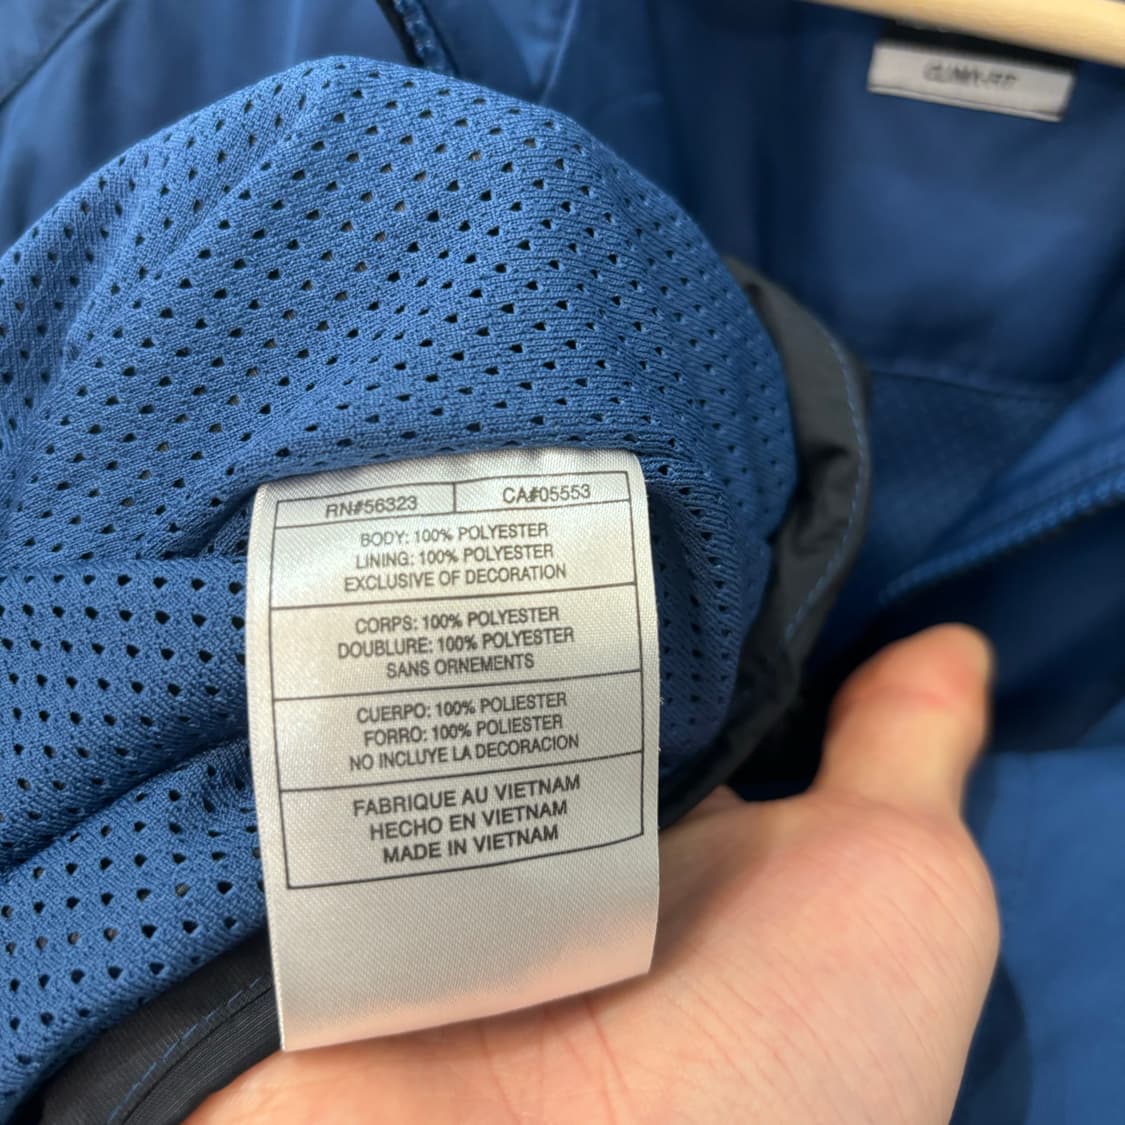 RN#56323 CA#05553
BODY: 100% POLYESTER
LINING: 100% POLYESTER
EXCLUSIVE OF DECORATION
CORPS: 100% POLYESTER
DOUBLURE: 100% POLYESTER
SANS ORNEMENTS
CUERPO: 100% POLIESTER
FORRO: 100% POLIESTER
NO INCLUYE LA DECORACION
FABRIQUE AU VIETNAM
HECHO EN VIETNAM
MADE IN VIETNAM